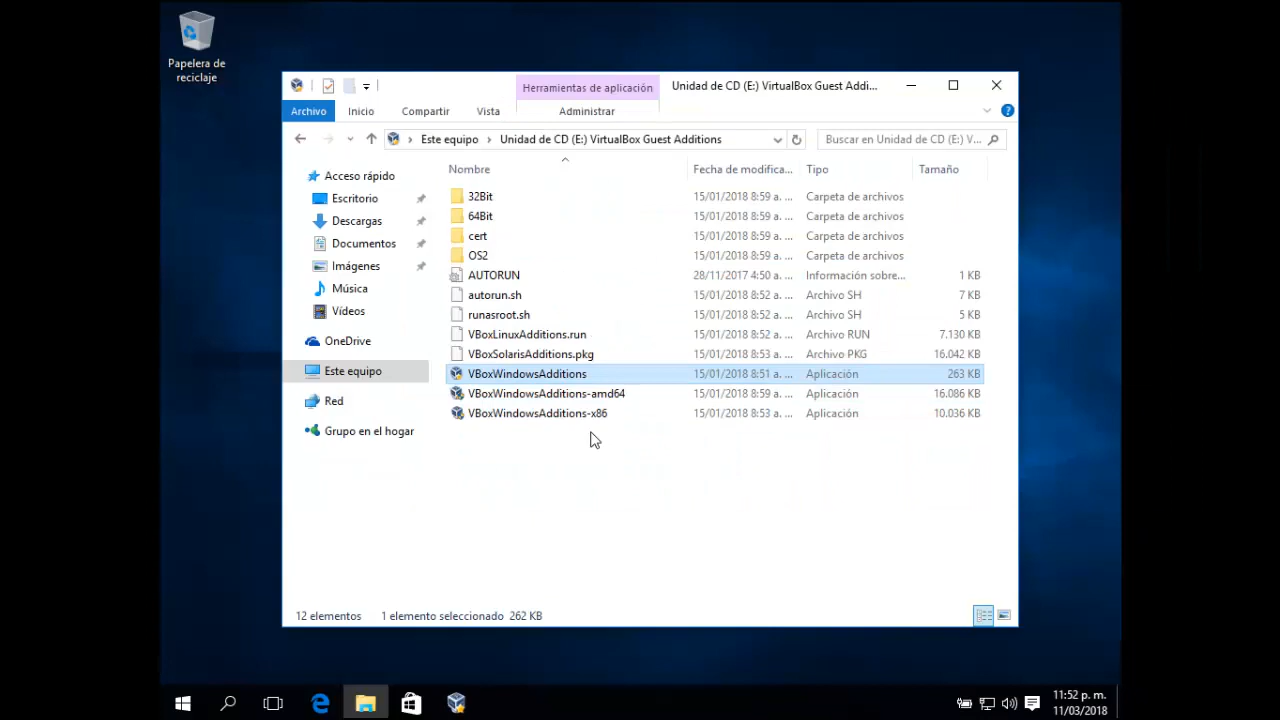 Papelera de
reciclaje
Herramientas de aplicación
Unidad de CD (E:) VirtualBox Guest Addi...
Archivo Inicio Compartir Vista Administrar
Este equipo Unidad de CD (E:) VirtualBox Guest Additions
Buscar en Unidad de CD (E:) V...
Acceso rápido
Escritorio
Descargas
Documentos
Imágenes
Música
Vídeos
OneDrive
Este equipo
Red
Grupo en el hogar
Nombre Fecha de modifica... Tipo Tamaño
32Bit 15/01/2018 8:59 a. ... Carpeta de archivos
64Bit 15/01/2018 8:59 a. ... Carpeta de archivos
cert 15/01/2018 8:59 a. ... Carpeta de archivos
OS2 15/01/2018 8:59 a. ... Carpeta de archivos
AUTORUN 28/11/2017 4:50 a. ... Información sobre... 1 KB
autorun.sh 15/01/2018 8:52 a. ... Archivo SH 7 KB
runasroot.sh 15/01/2018 8:52 a. ... Archivo SH 5 KB
VBoxLinuxAdditions.run 15/01/2018 8:52 a. ... Archivo RUN 7.130 KB
VBoxSolarisAdditions.pkg 15/01/2018 8:53 a. ... Archivo PKG 16.042 KB
VBoxWindowsAdditions 15/01/2018 8:51 a. ... Aplicación 263 KB
VBoxWindowsAdditions-amd64 15/01/2018 8:59 a. ... Aplicación 16.086 KB
VBoxWindowsAdditions-x86 15/01/2018 8:53 a. ... Aplicación 10.036 KB
12 elementos 1 elemento seleccionado 262 KB
11:52 p. m.
11/03/2018